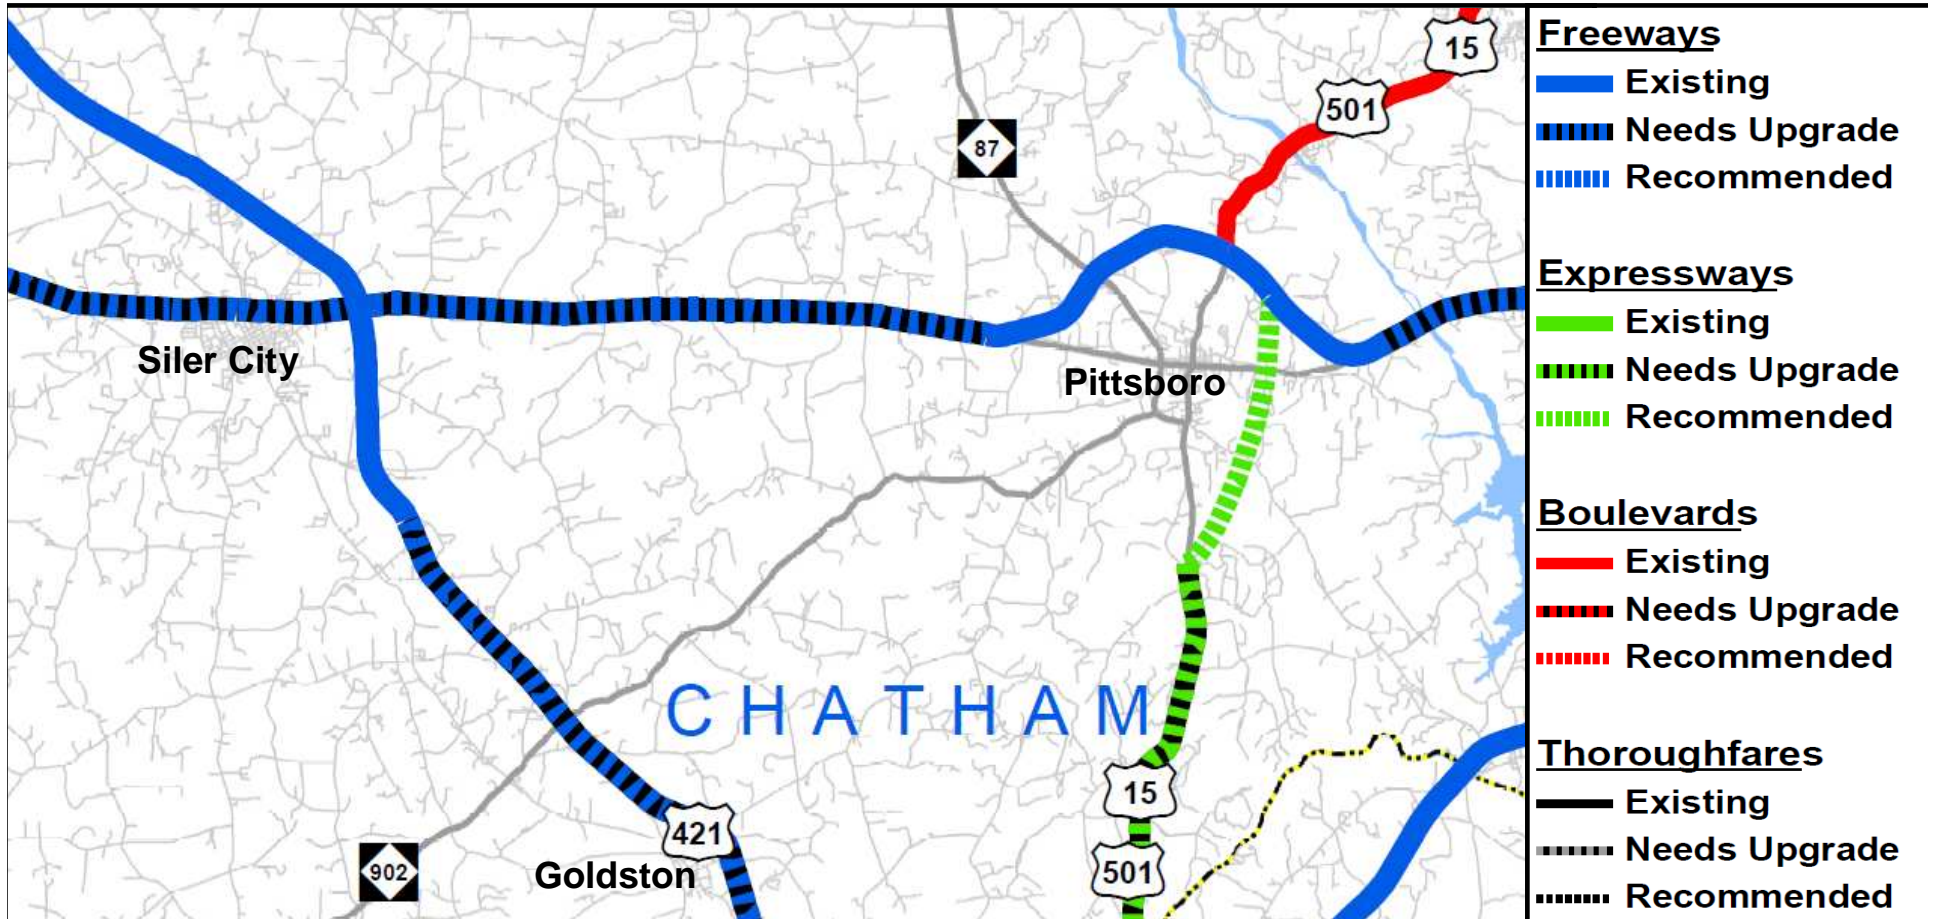 15
501
87
Siler City
Pittsboro
CHATHAM
15
421
501
902
Goldston
Freeways
Existing
Needs Upgrade
Recommended
Expressways
Existing
Needs Upgrade
Recommended
Boulevards
Existing
Needs Upgrade
Recommended
Thoroughfares
Existing
Needs Upgrade
Recommended